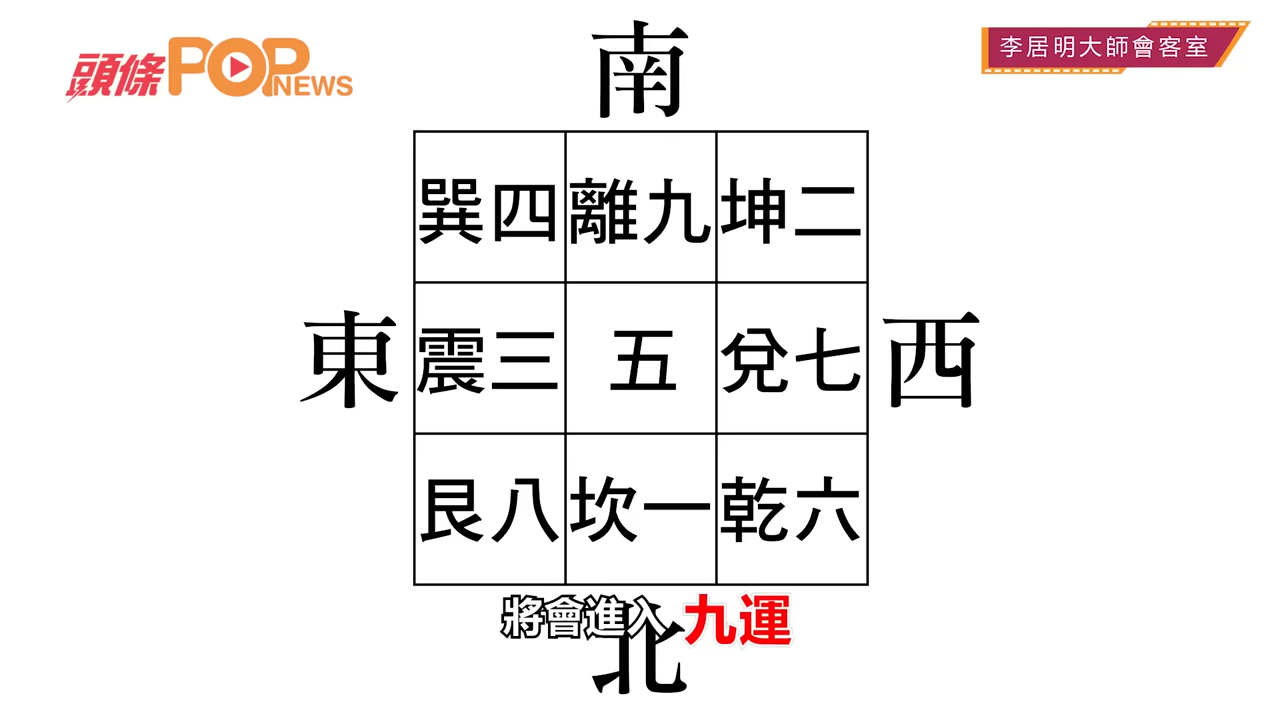 頭條POPNEWS
李居明大師會客室
南
巽四 離九 坤二
東 震三 五 兌七 西
艮八 坎一 乾六
將會進入 九運
北